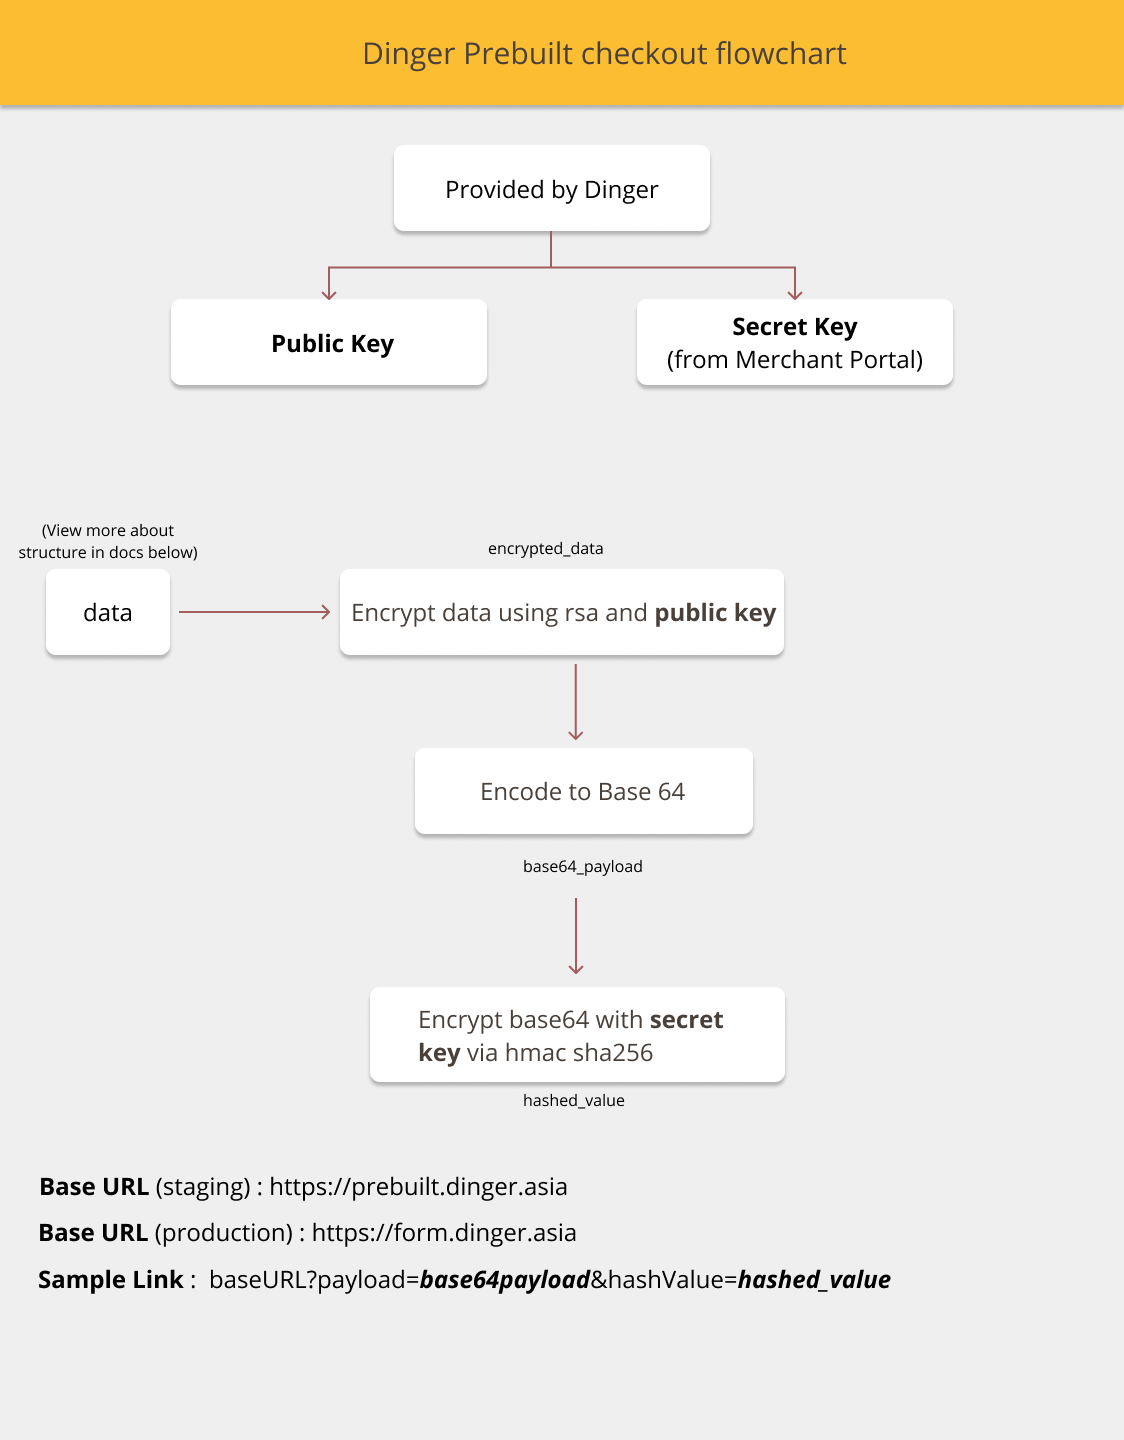 Dinger Prebuilt checkout flowchart
Provided by Dinger
Public Key
Secret Key
(from Merchant Portal)
(View more about
structure in docs below)
data
encrypted_data
Encrypt data using rsa and public key
Encode to Base 64
base64_payload
Encrypt base64 with secret
key via hmac sha256
hashed_value
Base URL (staging) : https://prebuilt.dinger.asia
Base URL (production) : https://form.dinger.asia
Sample Link :  baseURL?payload=base64payload&hashValue=hashed_value